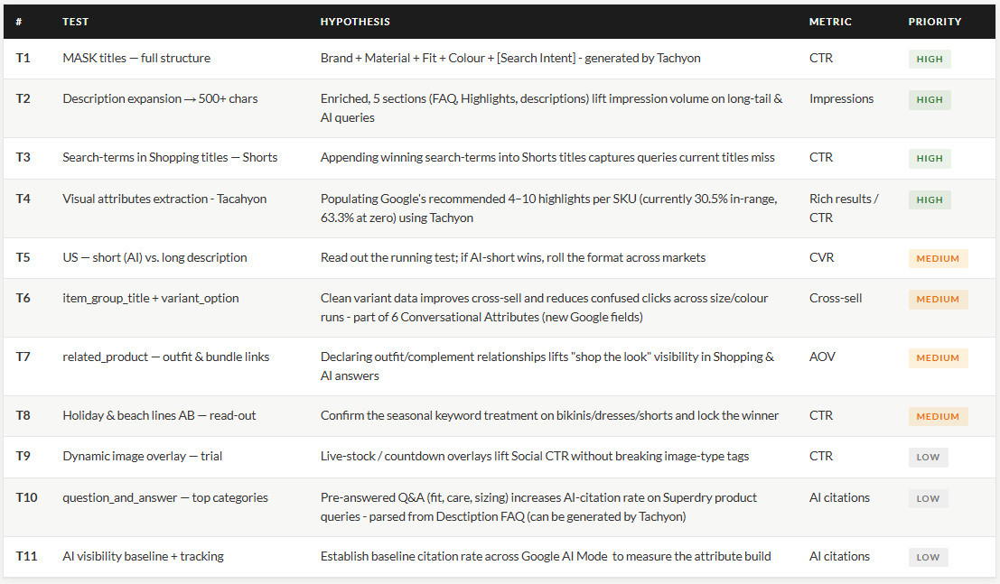 # TEST HYPOTHESIS METRIC PRIORITY
T1 MASK titles — full structure Brand + Material + Fit + Colour + [Search Intent] - generated by Tachyon CTR HIGH
T2 Description expansion → 500+ chars Enriched, 5 sections (FAQ, Highlights, descriptions) lift impression volume on long-tail & Impressions HIGH
AI queries
T3 Search-terms in Shopping titles — Shorts Appending winning search-terms into Shorts titles captures queries current titles miss CTR HIGH
T4 Visual attributes extraction - Tacahyon Populating Google's recommended 4–10 highlights per SKU (currently 30.5% in-range, Rich results / HIGH
63.3% at zero) using Tachyon CTR
T5 US — short (AI) vs. long description Read out the running test; if AI-short wins, roll the format across markets CVR MEDIUM
T6 item_group_title + variant_option Clean variant data improves cross-sell and reduces confused clicks across size/colour Cross-sell MEDIUM
runs - part of 6 Conversational Attributes (new Google fields)
T7 related_product — outfit & bundle links Declaring outfit/complement relationships lifts "shop the look" visibility in Shopping & AOV MEDIUM
AI answers
T8 Holiday & beach lines AB — read-out Confirm the seasonal keyword treatment on bikinis/dresses/shorts and lock the winner CTR MEDIUM
T9 Dynamic image overlay — trial Live-stock / countdown overlays lift Social CTR without breaking image-type tags CTR LOW
T10 question_and_answer — top categories Pre-answered Q&A (fit, care, sizing) increases AI-citation rate on Superdry product AI citations LOW
queries - parsed from Desctiption FAQ (can be generated by Tachyon)
T11 AI visibility baseline + tracking Establish baseline citation rate across Google AI Mode to measure the attribute build AI citations LOW